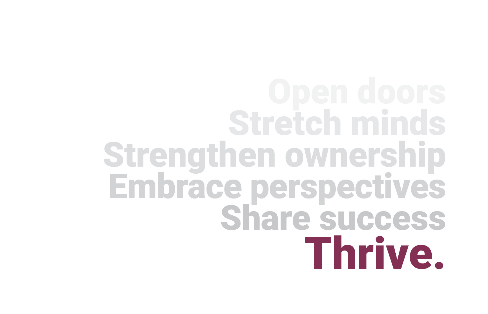 Open doors
Stretch minds
Strengthen ownership
Embrace perspectives
Share success
Thrive.